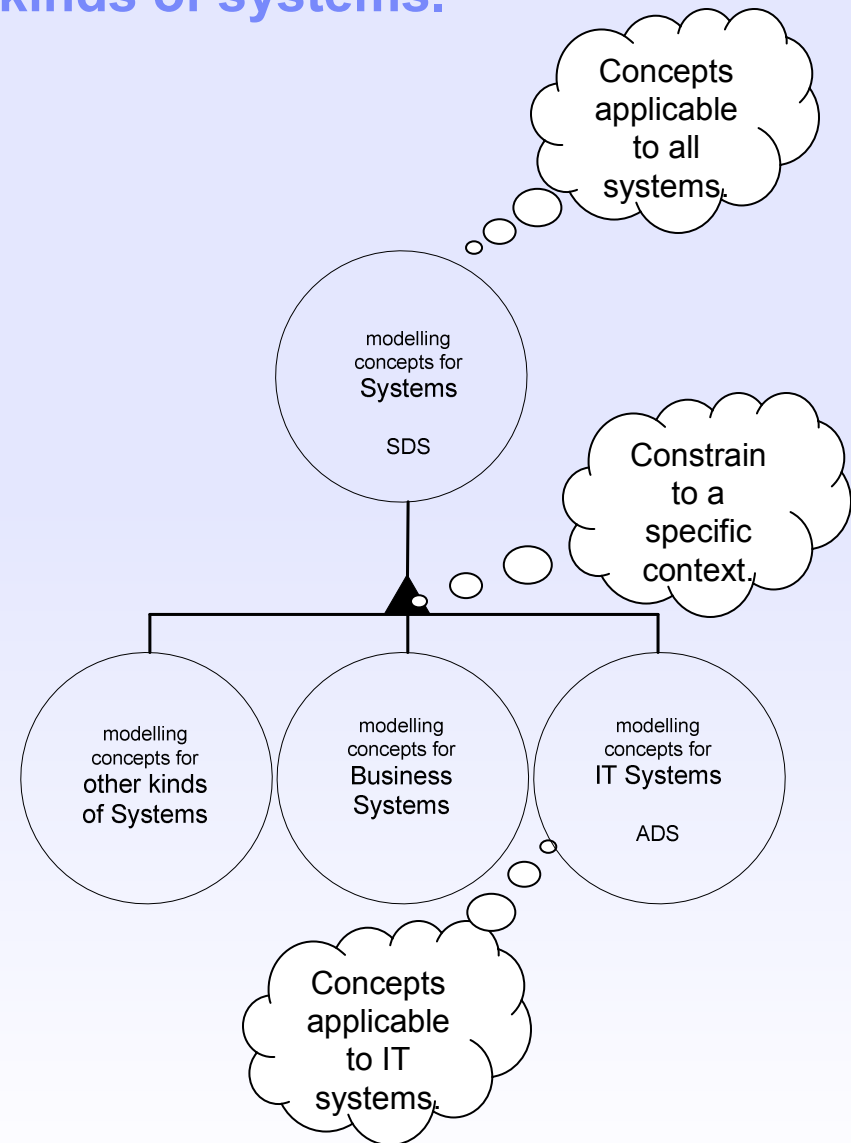 kinds of systems.
Concepts
applicable
to all
systems.
modelling
concepts for
Systems
SDS
Constrain
to a
specific
context.
modelling
concepts for
other kinds
of Systems
modelling
concepts for
Business
Systems
modelling
concepts for
IT Systems
ADS
Concepts
applicable
to IT
systems.